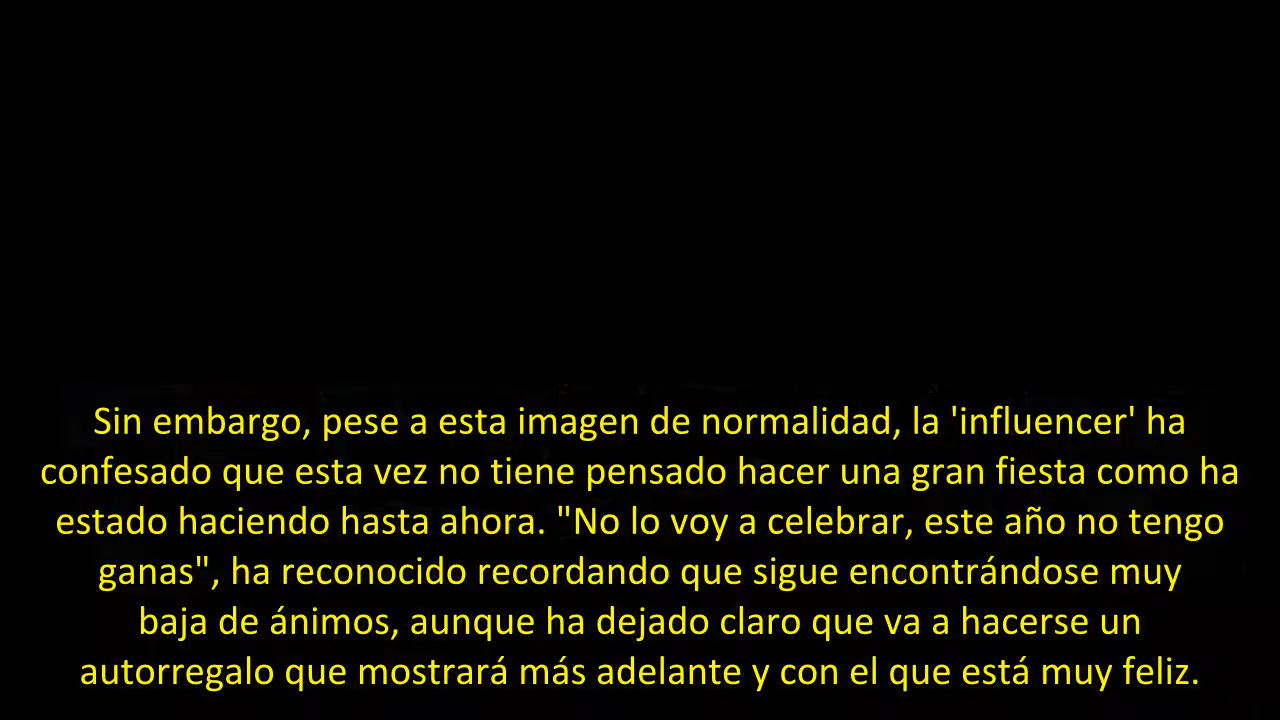 Sin embargo, pese a esta imagen de normalidad, la 'influencer' ha
confesado que esta vez no tiene pensado hacer una gran fiesta como ha
estado haciendo hasta ahora. "No lo voy a celebrar, este año no tengo
ganas", ha reconocido recordando que sigue encontrándose muy
baja de ánimos, aunque ha dejado claro que va a hacerse un
autorregalo que mostrará más adelante y con el que está muy feliz.